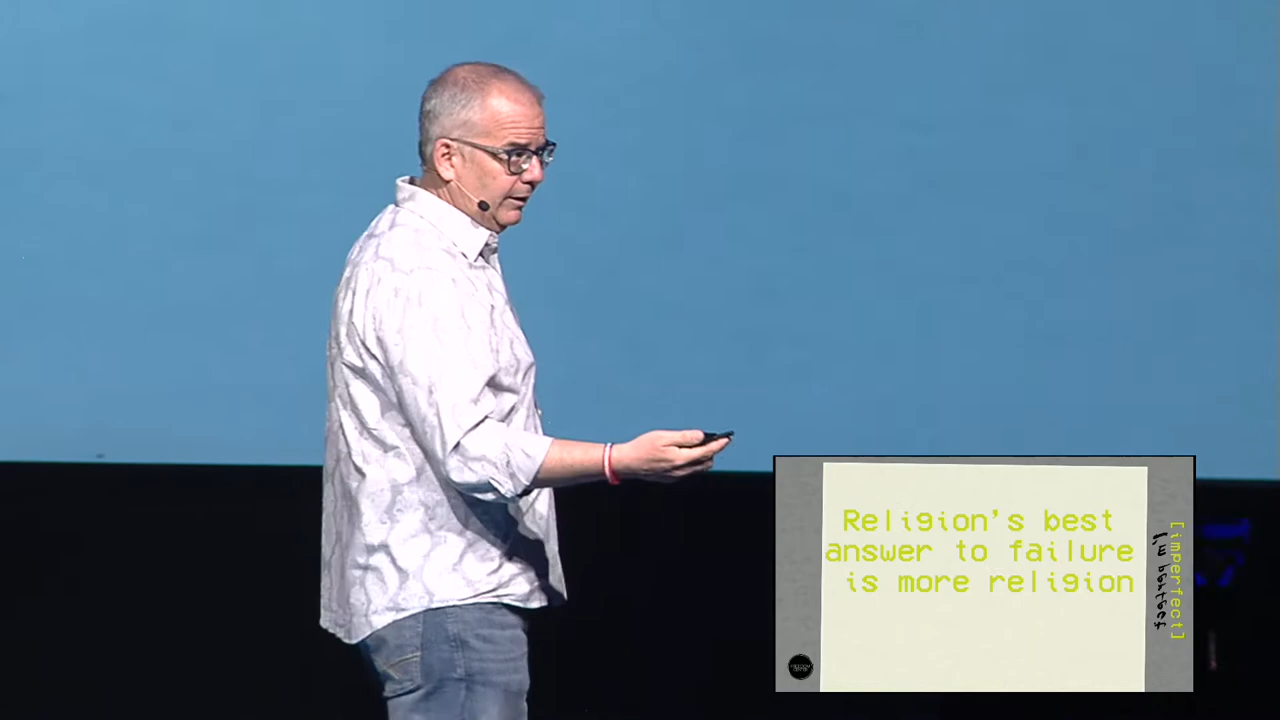 Religion's best
answer to failure
is more religion
[imperfect]
I'm perfect